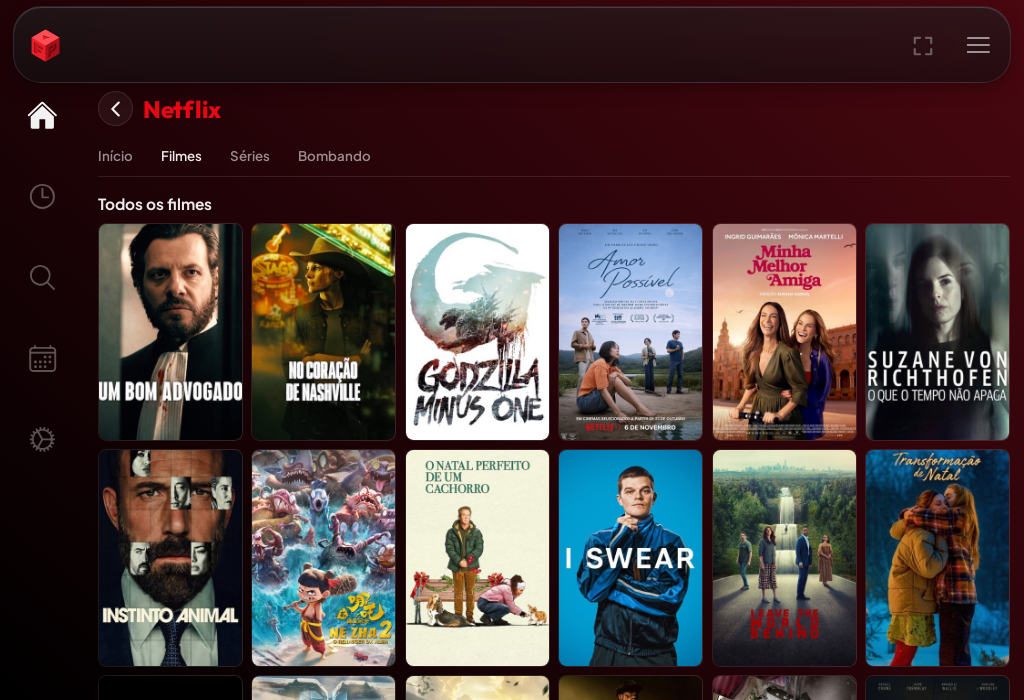 Netflix
Início
Filmes
Séries
Bombando
Todos os filmes
UM BOM ADVOGADO
NO CORAÇÃO
DE NASHVILLE
GODZILLA
MINUS ONE
Amor
Possível
NETFLIX
6 DE NOVEMBRO
INGRID GUIMARÃES
MÔNICA MARTELLI
Minha
Melhor
Amiga
SUZANE VON
RICHTHOFEN
O QUE O TEMPO NÃO APAGA
INSTINTO ANIMAL
NE ZHA 2
O NATAL PERFEITO
DE UM
CACHORRO
I SWEAR
LEAVE THE
WORLD
BEHIND
Transformação
de Natal